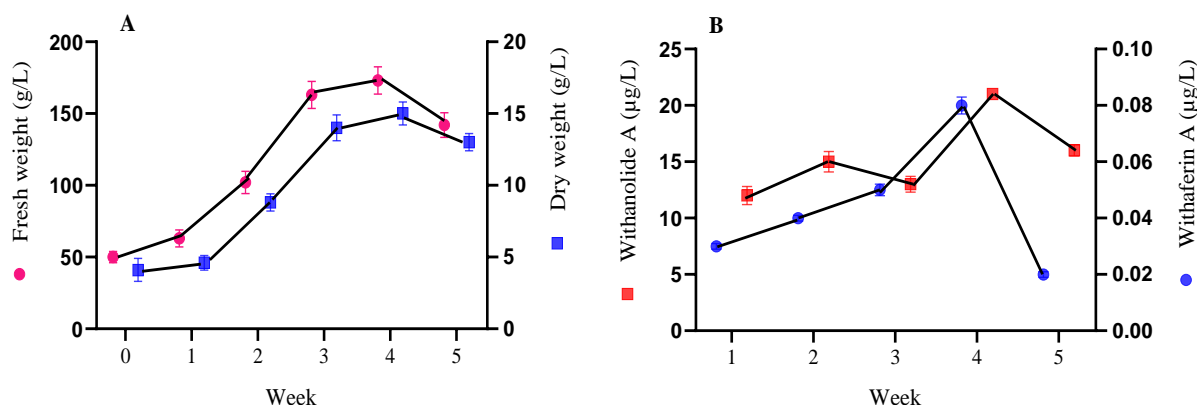 A
Fresh weight (g/L)
200
150
100
50
0
20
15
10
5
0
Dry weight (g/L)
0 1 2 3 4 5
Week
B
Withanolide A (µg/L)
25
20
15
10
5
0
0.10
0.08
0.06
0.04
0.02
0.00
Withaferin A (µg/L)
1 2 3 4 5
Week